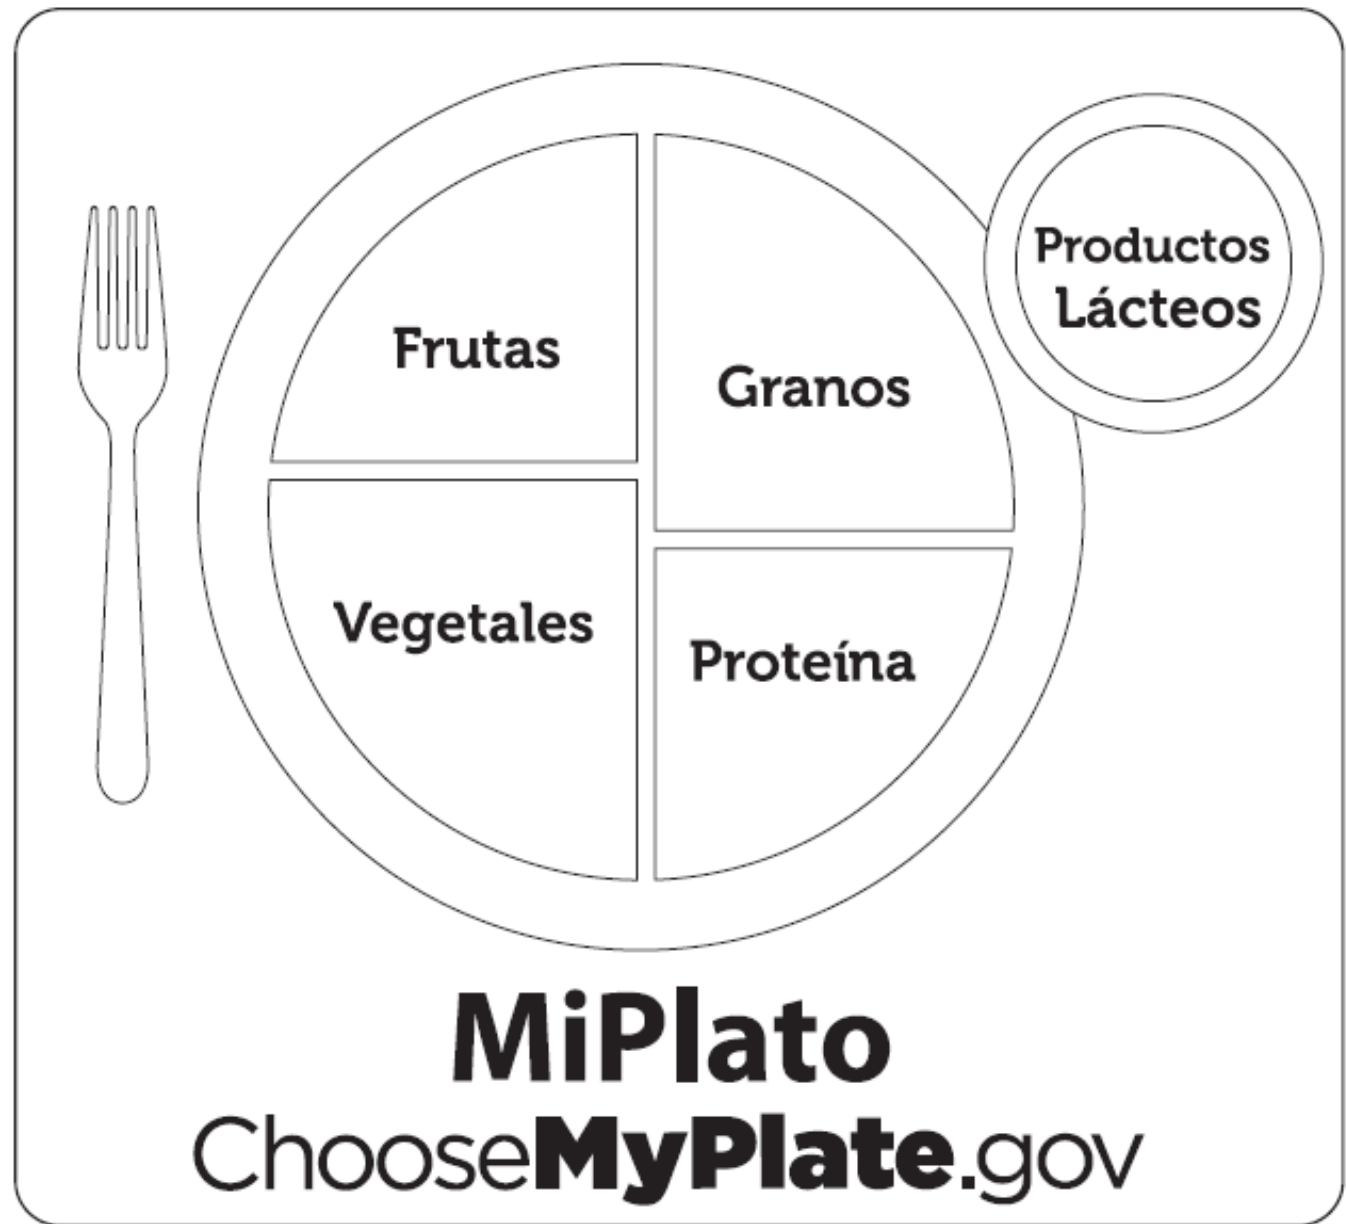 Frutas
Granos
Productos
Lácteos
Vegetales
Proteína
MiPlato
ChooseMyPlate.gov